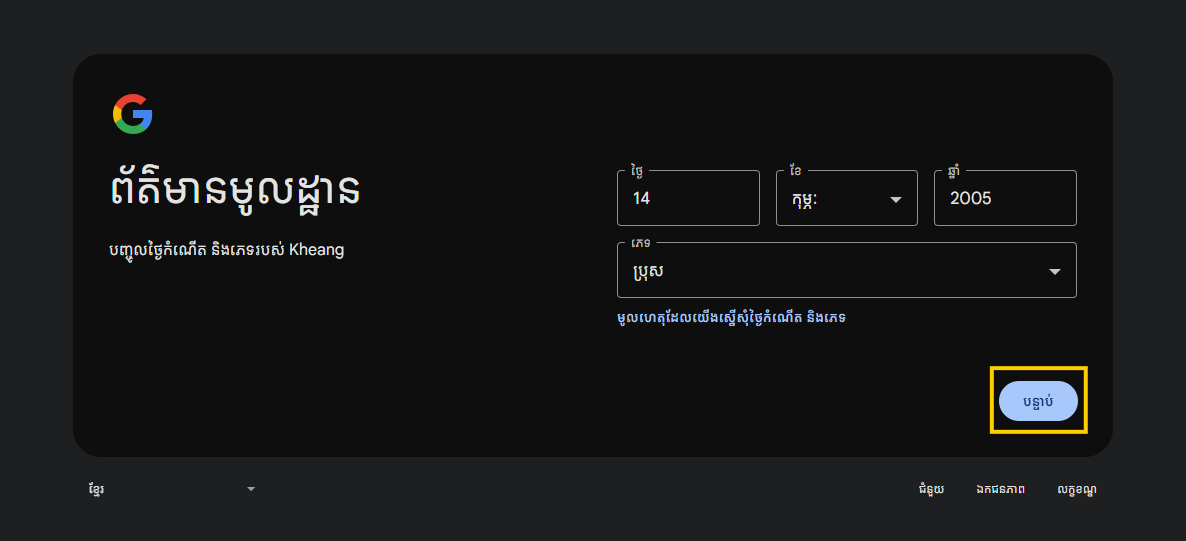 ព័ត៌មានមូលដ្ឋាន
បញ្ចូលថ្ងៃកំណើត និងភេទរបស់ Kheang
ថ្ងៃ
14
ខែ
កុម្ភៈ
ឆ្នាំ
2005
ភេទ
ប្រុស
មូលហេតុដែលយើងស្នើសុំថ្ងៃកំណើត និងភេទ
បន្ទាប់
ខ្មែរ
ជំនួយ
ឯកជនភាព
លក្ខខណ្ឌ